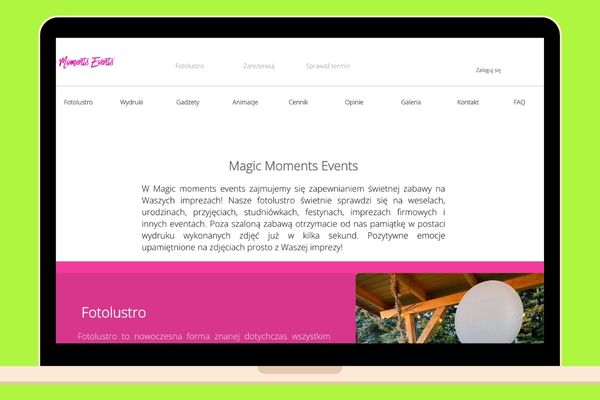 Moments Events
Fotolustro Zarezerwuj Sprawdź termin
Zaloguj się
Fotolustro Wydruki Gadżety Animacje Cennik Opinie Galeria Kontakt FAQ
Magic Moments Events
W Magic moments events zajmujemy się zapewnianiem świetnej zabawy na
Waszych imprezach! Nasze fotolustro świetnie sprawdzi się na weselach,
urodzinach, przyjęciach, studniówkach, festynach, imprezach firmowych i
innych eventach. Poza szaloną zabawą otrzymacie od nas pamiątkę w postaci
wydruku wykonanych zdjęć już w kilka sekund. Pozytywne emocje
upamiętnione na zdjęciach prosto z Waszej imprezy!
Fotolustro
Fotolustro to nowoczesna forma znanej dotychczas wszystkim